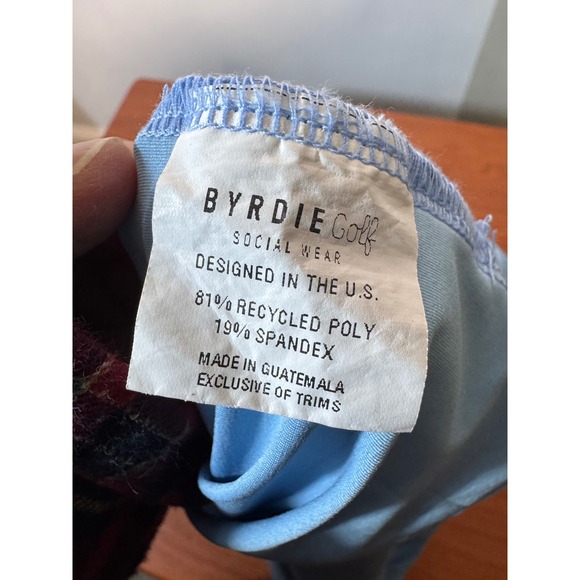 BYRDIE Golf
SOCIAL WEAR
DESIGNED IN THE U.S.
81% RECYCLED POLY
19% SPANDEX
MADE IN GUATEMALA
EXCLUSIVE OF TRIMS